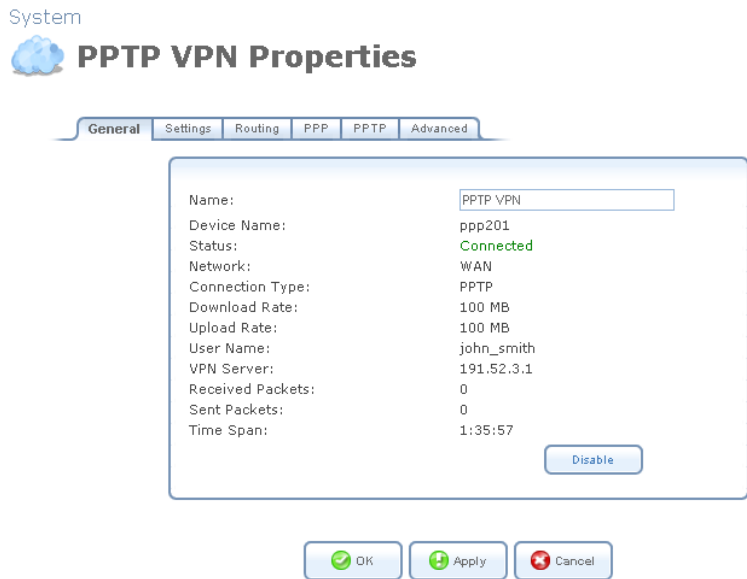 System
PPTP VPN Properties
General Settings Routing PPP PPTP Advanced
Name: PPTP VPN
Device Name: ppp201
Status: Connected
Network: WAN
Connection Type: PPTP
Download Rate: 100 MB
Upload Rate: 100 MB
User Name: john_smith
VPN Server: 191.52.3.1
Received Packets: 0
Sent Packets: 0
Time Span: 1:35:57
Disable
OK Apply Cancel